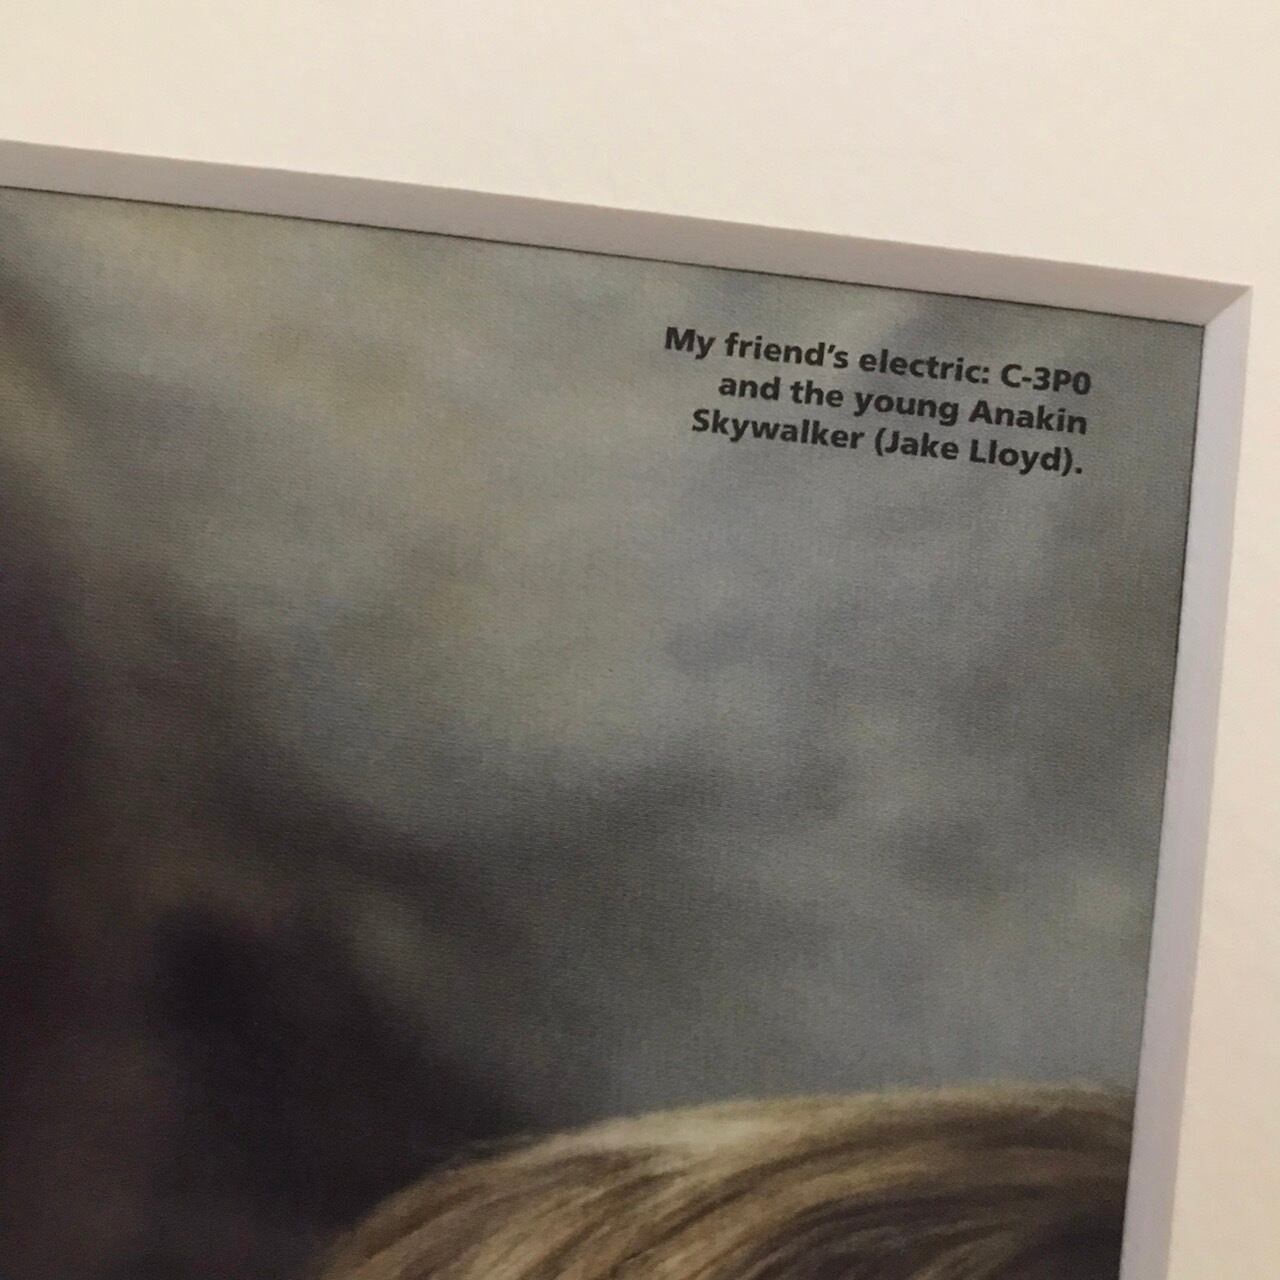 My friend’s electric: C-3P0
and the young Anakin
Skywalker (Jake Lloyd).